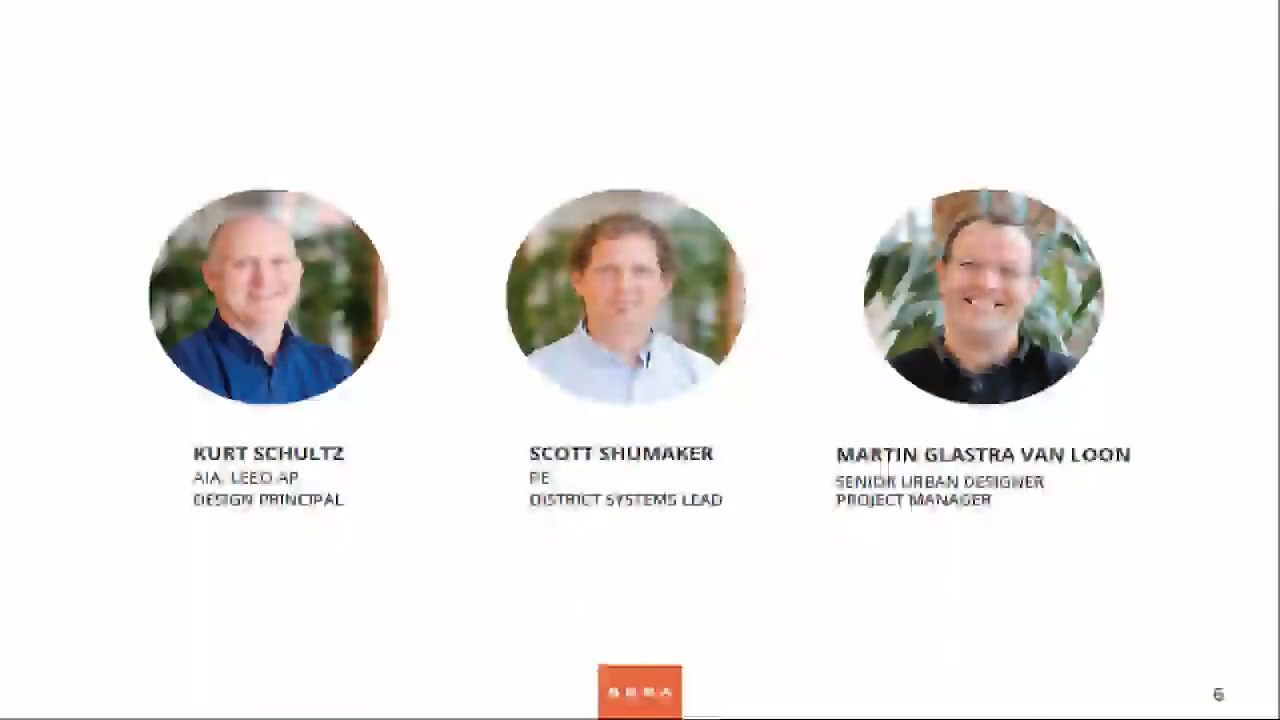 KURT SCHULTZ
AIA, LEED AP
DESIGN PRINCIPAL
SCOTT SHUMAKER
PE
DISTRICT SYSTEMS LEAD
MARTIN GLASTRA VAN LOON
SENIOR URBAN DESIGNER
PROJECT MANAGER
SERA
6